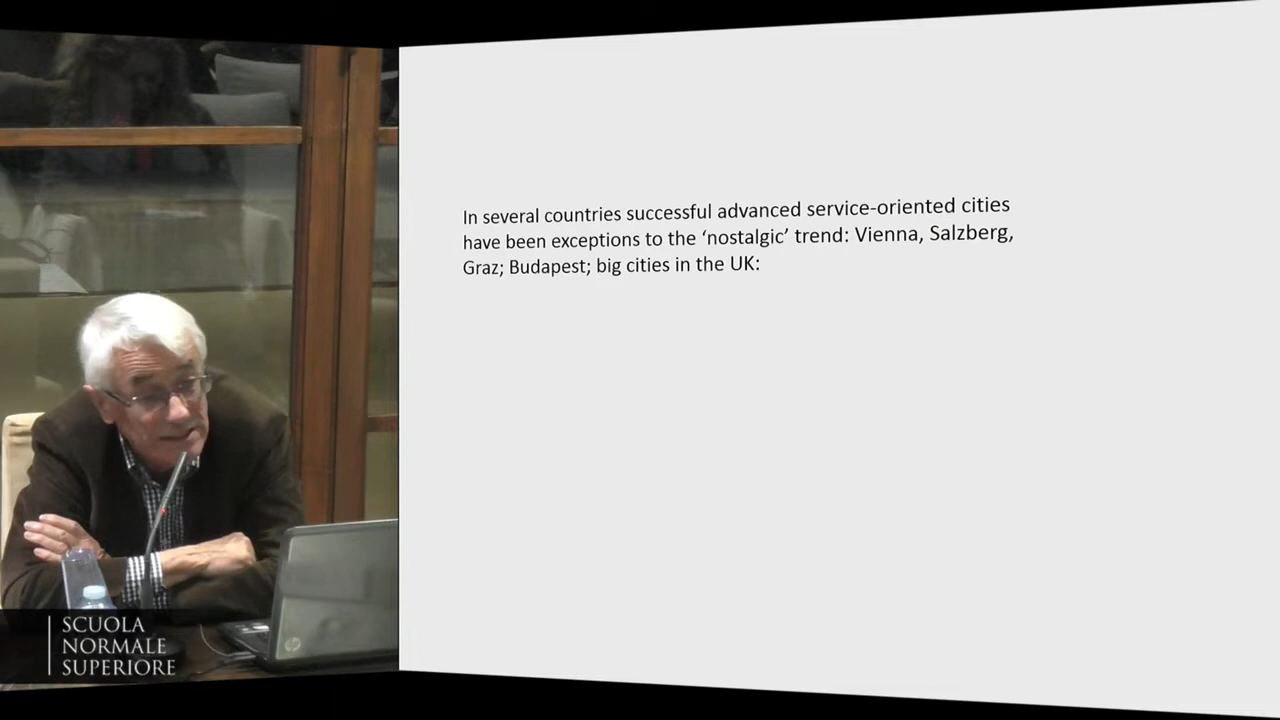 In several countries successful advanced service-oriented cities
have been exceptions to the ‘nostalgic’ trend: Vienna, Salzberg,
Graz; Budapest; big cities in the UK:
SCUOLA
NORMALE
SUPERIORE
hp